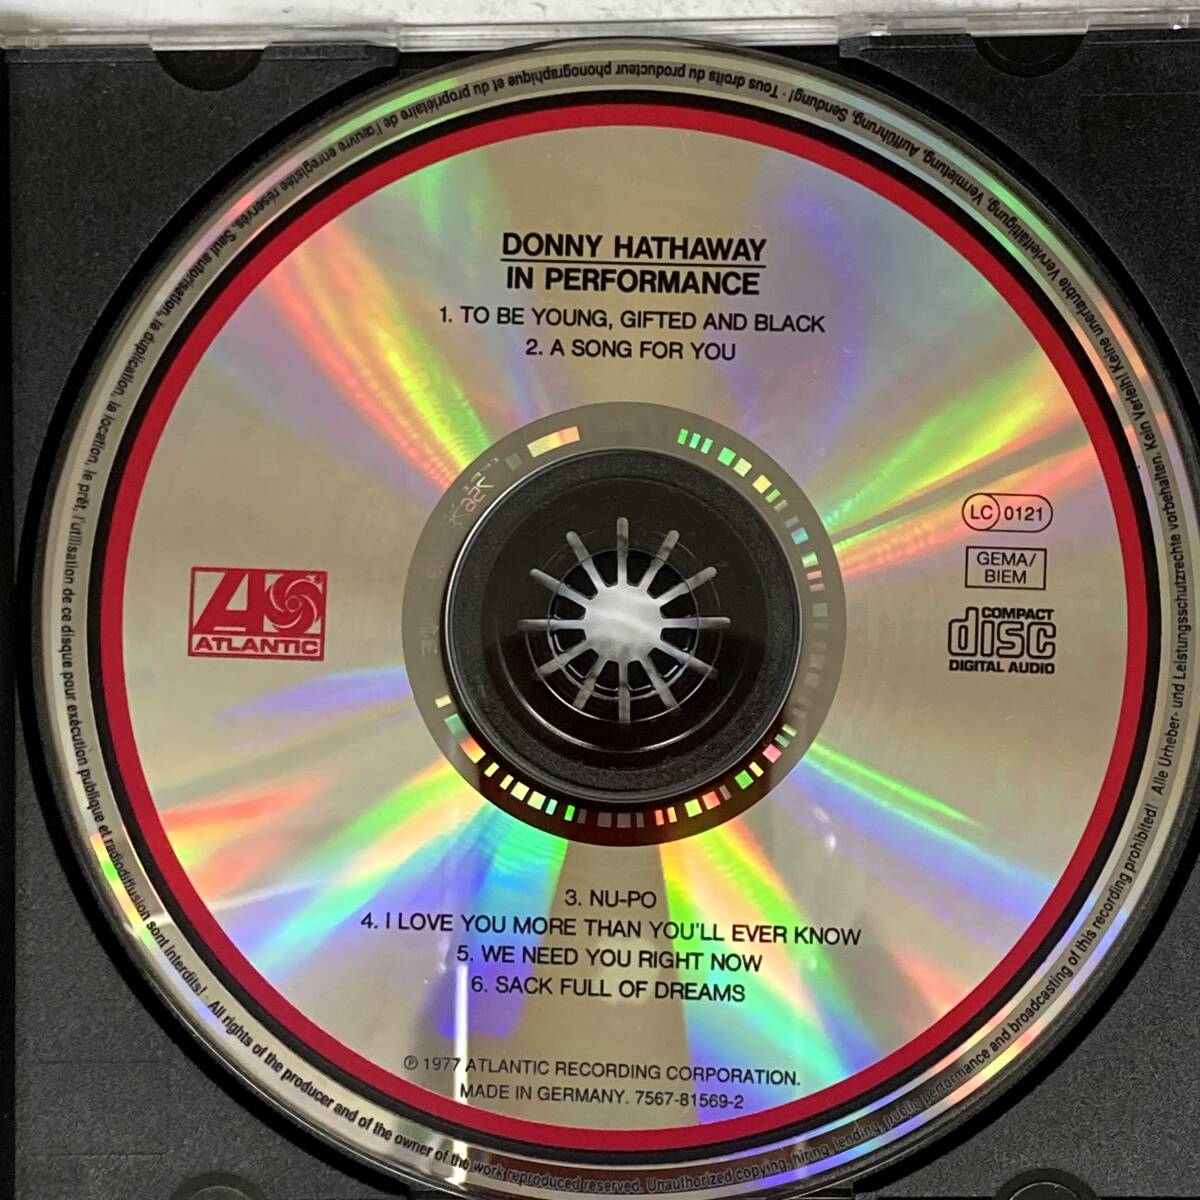 DONNY HATHAWAY
IN PERFORMANCE
1. TO BE YOUNG, GIFTED AND BLACK
2. A SONG FOR YOU
LC 0121
GEMA/
BIEM
COMPACT
disc
DIGITAL AUDIO
ATLANTIC
3. NU-PO
4. I LOVE YOU MORE THAN YOU'LL EVER KNOW
5. WE NEED YOU RIGHT NOW
6. SACK FULL OF DREAMS
℗ 1977 ATLANTIC RECORDING CORPORATION.
MADE IN GERMANY. 7567-81569-2
All rights of the producer and of the owner of the work reproduced reserved. Unauthorized copying, hiring, lending, public performance and broadcasting of this recording prohibited! Alle Urheber- und Leistungsschutzrechte vorbehalten. Kein Verleih! Keine unerlaubte Vervielfältigung, Vermietung, Aufführung, Sendung! · Tous droits du producteur phonographique et du propriétaire de l'œuvre enregistrée réservés. Sauf autorisation, la duplication, la location, le prêt, l'utilisation de ce disque pour exécution publique et radiodiffusion sont interdits! ·